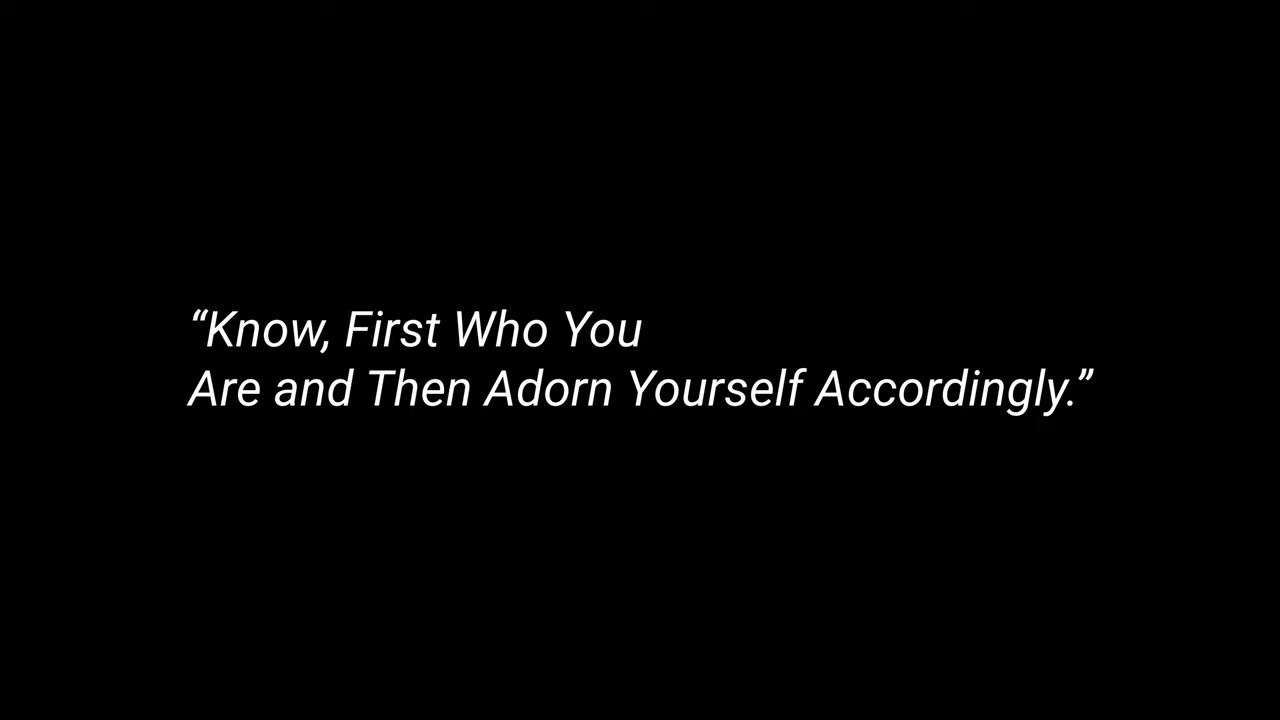 “Know, First Who You
Are and Then Adorn Yourself Accordingly.”